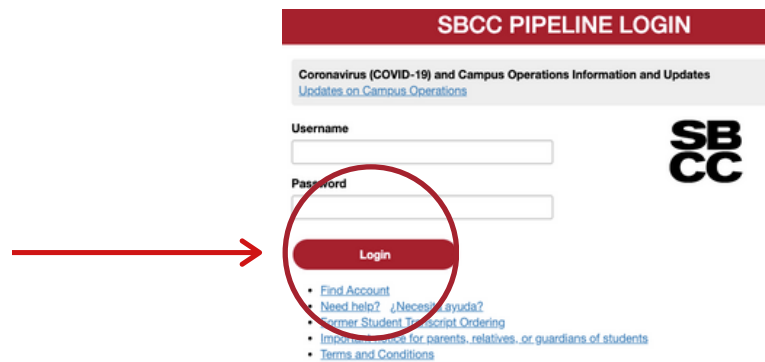 SBCC PIPELINE LOGIN
Coronavirus (COVID-19) and Campus Operations Information and Updates
Updates on Campus Operations
Username
SB
CC
Password
Login
• Find Account
• Need help? ¿Necesita ayuda?
• Former Student Transcript Ordering
• Important notice for parents, relatives, or guardians of students
• Terms and Conditions